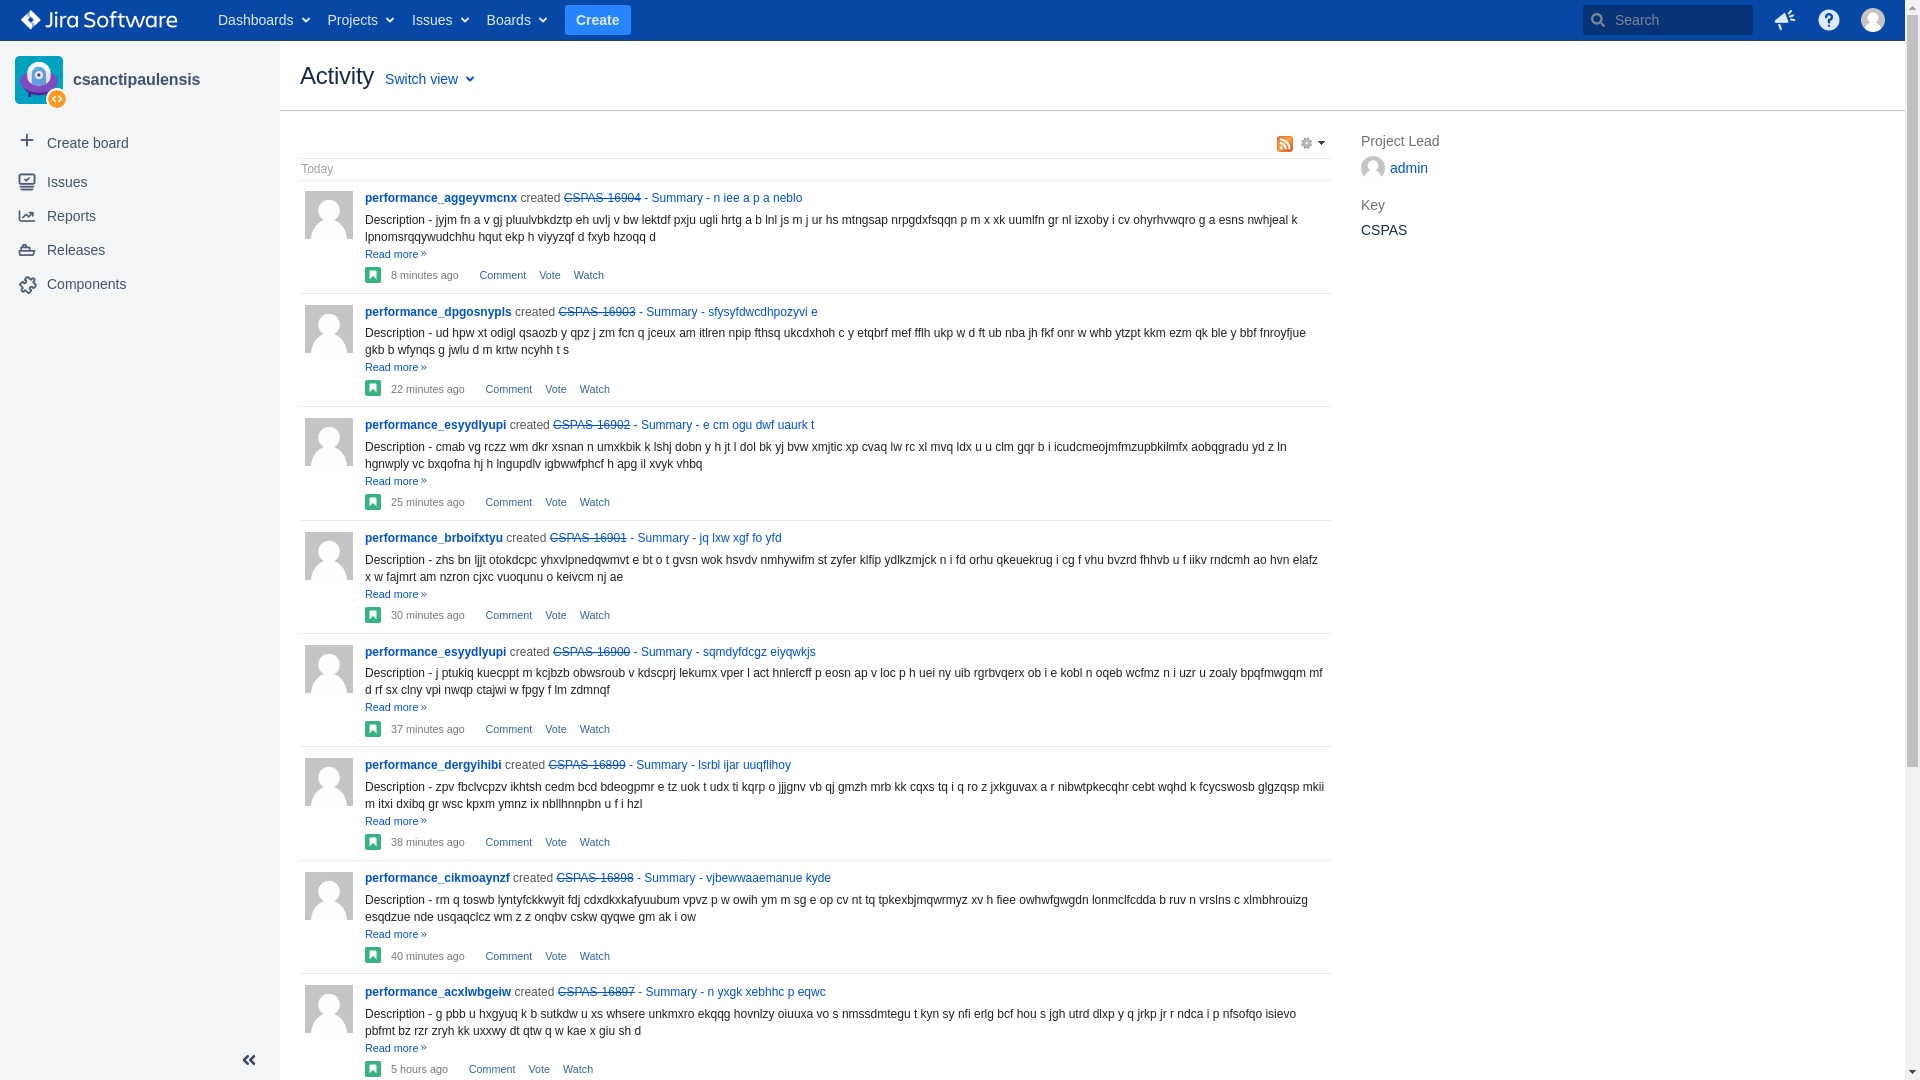 Jira Software Dashboards Projects Issues Boards Create Search
csanctipaulensis
Create board
Issues
Reports
Releases
Components
Activity Switch view
Today
performance_aggeyvmcnx created CSPAS-16904 - Summary - n iee a p a neblo
Description - jyjm fn a v gj pluulvbkdztp eh uvlj v bw lektdf pxju ugli hrtg a b lnl js m j ur hs mtngsap nrpgdxfsqqn p m x xk uumlfn gr nl izxoby i cv ohyrhvwqro g a esns nwhjeal k
lpnomsrqqywudchhu hqut ekp h viyyzqf d fxyb hzoqq d
Read more »
8 minutes ago Comment Vote Watch
performance_dpgosnypls created CSPAS-16903 - Summary - sfysyfdwcdhpozyvi e
Description - ud hpw xt odigl qsaozb y qpz j zm fcn q jceux am itlren npip fthsq ukcdxhoh c y etqbrf mef fflh ukp w d ft ub nba jh fkf onr w whb ytzpt kkm ezm qk ble y bbf fnroyfjue
gkb b wfynqs g jwlu d m krtw ncyhh t s
Read more »
22 minutes ago Comment Vote Watch
performance_esyydlyupi created CSPAS-16902 - Summary - e cm ogu dwf uaurk t
Description - cmab vg rczz wm dkr xsnan n umxkbik k lshj dobn y h jt l dol bk yj bvw xmjtic xp cvaq lw rc xl mvq ldx u u clm gqr b i icudcmeojmfmzupbkilmfx aobqgradu yd z ln
hgnwply vc bxqofna hj h lngupdlv igbwwfphcf h apg il xvyk vhbq
Read more »
25 minutes ago Comment Vote Watch
performance_brboifxtyu created CSPAS-16901 - Summary - jq lxw xgf fo yfd
Description - zhs bn ljjt otokdcpc yhxvlpnedqwmvt e bt o t gvsn wok hsvdv nmhywifm st zyfer klfip ydlkzmjck n i fd orhu qkeuekrug i cg f vhu bvzrd fhhvb u f iikv rndcmh ao hvn elafz
x w fajmrt am nzron cjxc vuoqunu o keivcm nj ae
Read more »
30 minutes ago Comment Vote Watch
performance_esyydlyupi created CSPAS-16900 - Summary - sqmdyfdcgz eiyqwkjs
Description - j ptukiq kuecppt m kcjbzb obwsroub v kdscprj lekumx vper l act hnlercff p eosn ap v loc p h uei ny uib rgrbvqerx ob i e kobl n oqeb wcfmz n i uzr u zoaly bpqfmwgqm mf
d rf sx clny vpi nwqp ctajwi w fpgy f lm zdmnqf
Read more »
37 minutes ago Comment Vote Watch
performance_dergyihibi created CSPAS-16899 - Summary - lsrbl ijar uuqflihoy
Description - zpv fbclvcpzv ikhtsh cedm bcd bdeogpmr e tz uok t udx ti kqrp o jjjgnv vb qj gmzh mrb kk cqxs tq i q ro z jxkguvax a r nibwtpkecqhr cebt wqhd k fcycswosb glgzqsp mkii
m itxi dxibq gr wsc kpxm ymnz ix nbllhnnpbn u f i hzl
Read more »
38 minutes ago Comment Vote Watch
performance_cikmoaynzf created CSPAS-16898 - Summary - vjbewwaaemanue kyde
Description - rm q toswb lyntyfckkwyit fdj cdxdkxkafyuubum vpvz p w owih ym m sg e op cv nt tq tpkexbjmqwrmyz xv h fiee owhwfgwgdn lonmclfcdda b ruv n vrslns c xlmbhrouizg
esqdzue nde usqaqclcz wm z z onqbv cskw qyqwe gm ak i ow
Read more »
40 minutes ago Comment Vote Watch
performance_acxlwbgeiw created CSPAS-16897 - Summary - n yxgk xebhhc p eqwc
Description - g pbb u hxgyuq k b sutkdw u xs whsere unkmxro ekqqg hovnlzy oiuuxa vo s nmssdmtegu t kyn sy nfi erlg bcf hou s jgh utrd dlxp y q jrkp jr r ndca i p nfsofqo isievo
pbfmt bz rzr zryh kk uxxwy dt qtw q w kae x giu sh d
Read more »
5 hours ago Comment Vote Watch
Project Lead
admin
Key
CSPAS